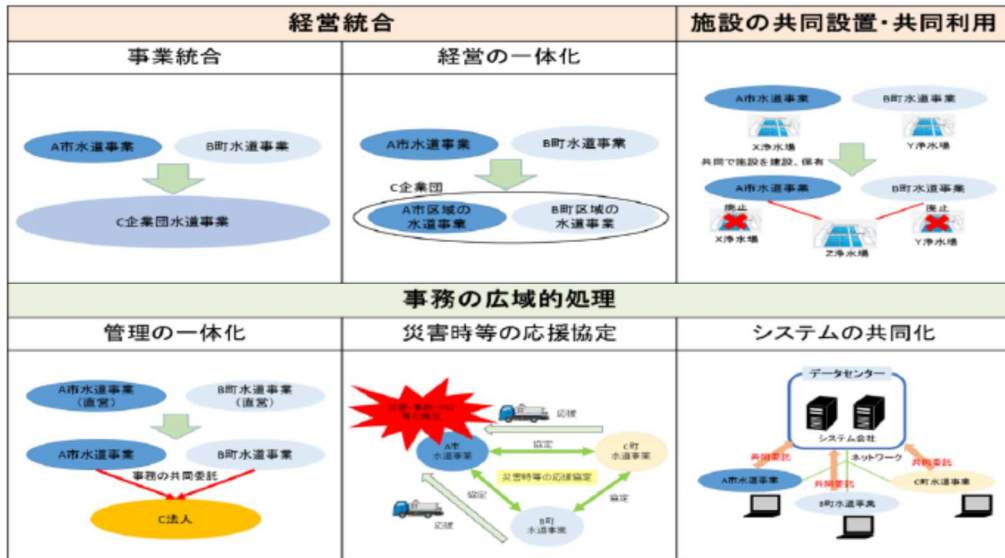 経営統合
施設の共同設置・共同利用
事業統合
経営の一体化
A市水道事業
B町水道事業
C企業団水道事業
A市水道事業
B町水道事業
C企業団
A市区域の
水道事業
B町区域の
水道事業
A市水道事業
B町水道事業
X浄水場
Y浄水場
共同で施設を建設、保有
A市水道事業
B町水道事業
廃止
廃止
X浄水場
Z浄水場
Y浄水場
事務の広域的処理
管理の一体化
災害時等の応援協定
システムの共同化
A市水道事業
(直営)
B町水道事業
(直営)
A市水道事業
B町水道事業
事務の共同委託
C法人
等の発生
応援
A市
水道事業
協定
C町
水道事業
災害時等の応援協定
協定
協定
応援
B町
水道事業
データセンター
システム会社
共同委託
ネットワーク
共同委託
共同委託
A市水道事業
C町水道事業
B町水道事業